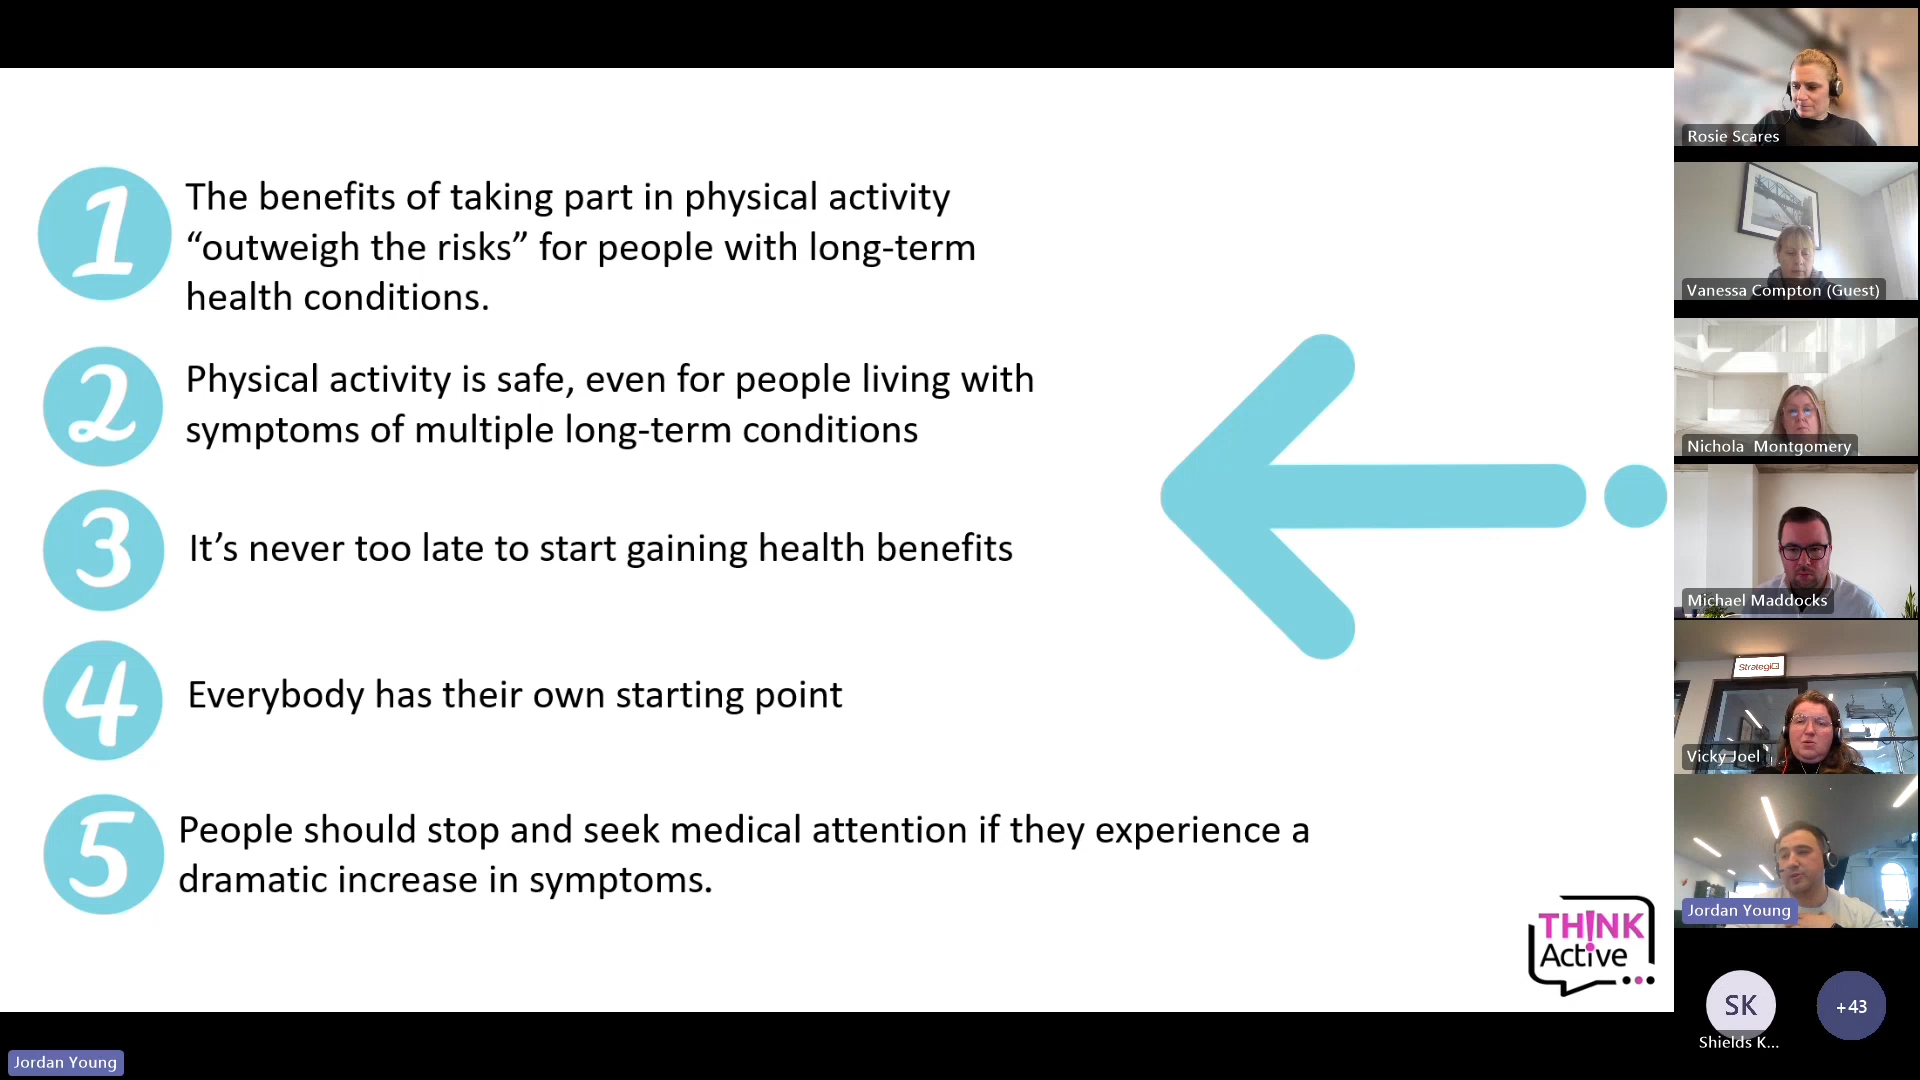 1
The benefits of taking part in physical activity
“outweigh the risks” for people with long-term
health conditions.
2
Physical activity is safe, even for people living with
symptoms of multiple long-term conditions
3
It’s never too late to start gaining health benefits
4
Everybody has their own starting point
5
People should stop and seek medical attention if they experience a
dramatic increase in symptoms.
TH!NK
Active
Jordan Young
Rosie Scares
Vanessa Compton (Guest)
Nichola Montgomery
Michael Maddocks
StrategiQ
Vicky Joel
Jordan Young
SK
+43
Shields K...